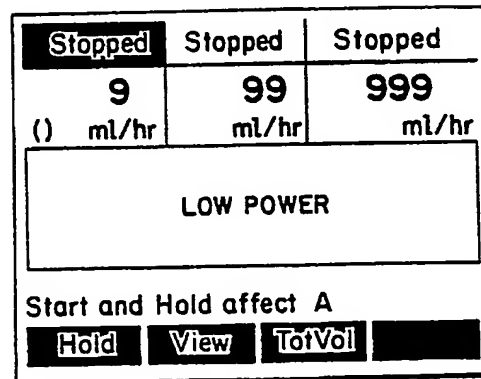 Stopped Stopped Stopped
9 99 999
() ml/hr ml/hr ml/hr
LOW POWER
Start and Hold affect A
Hold View TotVol